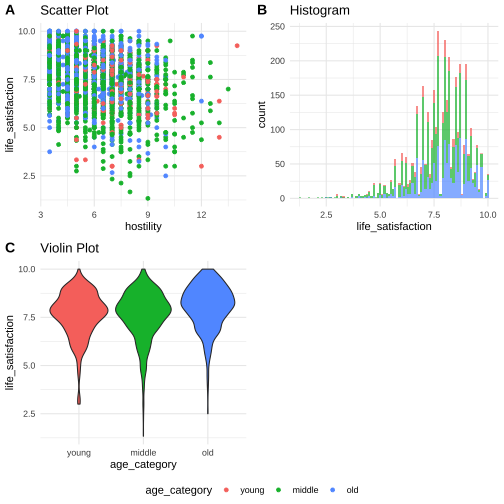 A Scatter Plot
10.0
7.5
5.0
2.5
life_satisfaction
3 6 9 12
hostility
B Histogram
250
200
150
100
50
0
count
2.5 5.0 7.5 10.0
life_satisfaction
C Violin Plot
10.0
7.5
5.0
2.5
life_satisfaction
young middle old
age_category
age_category young middle old